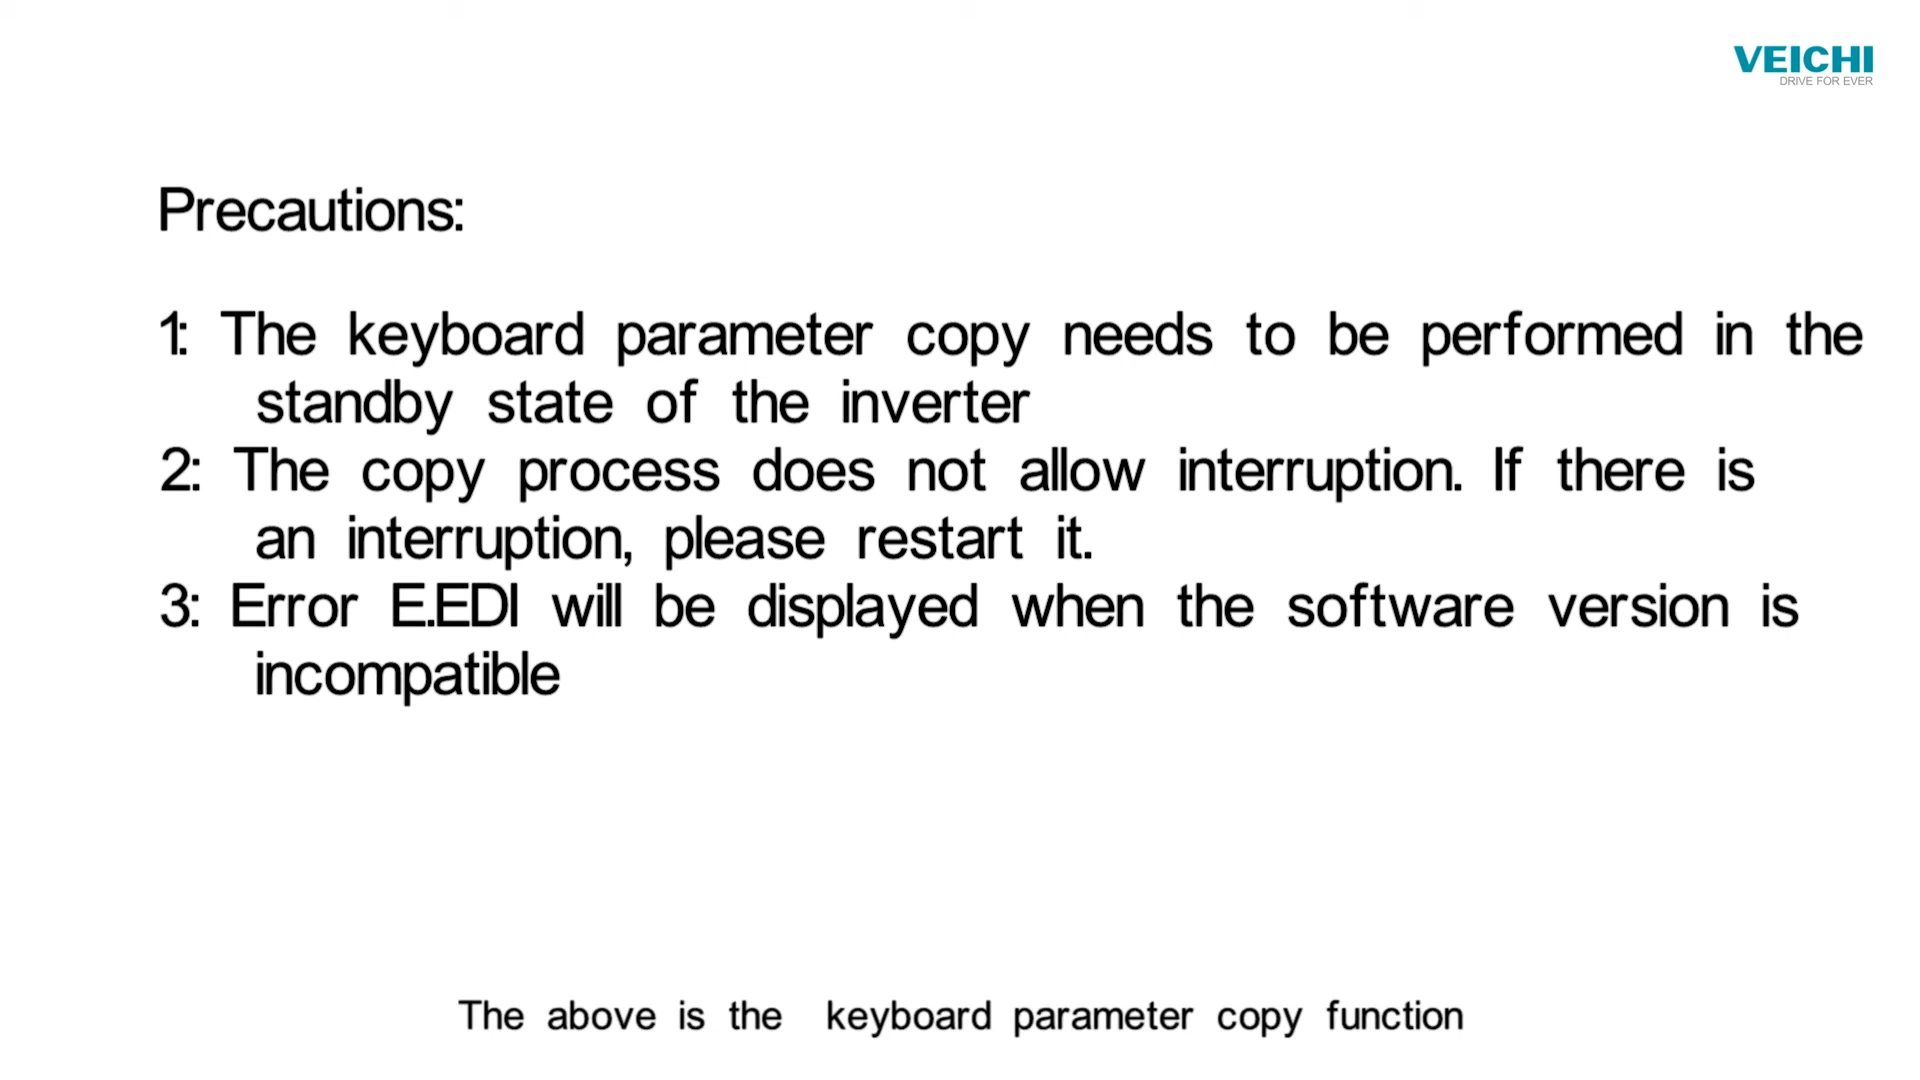 VEICHI
DRIVE FOR EVER
Precautions:
1: The keyboard parameter copy needs to be performed in the
standby state of the inverter
2: The copy process does not allow interruption. If there is
an interruption, please restart it.
3: Error E.EDI will be displayed when the software version is
incompatible
The above is the keyboard parameter copy function